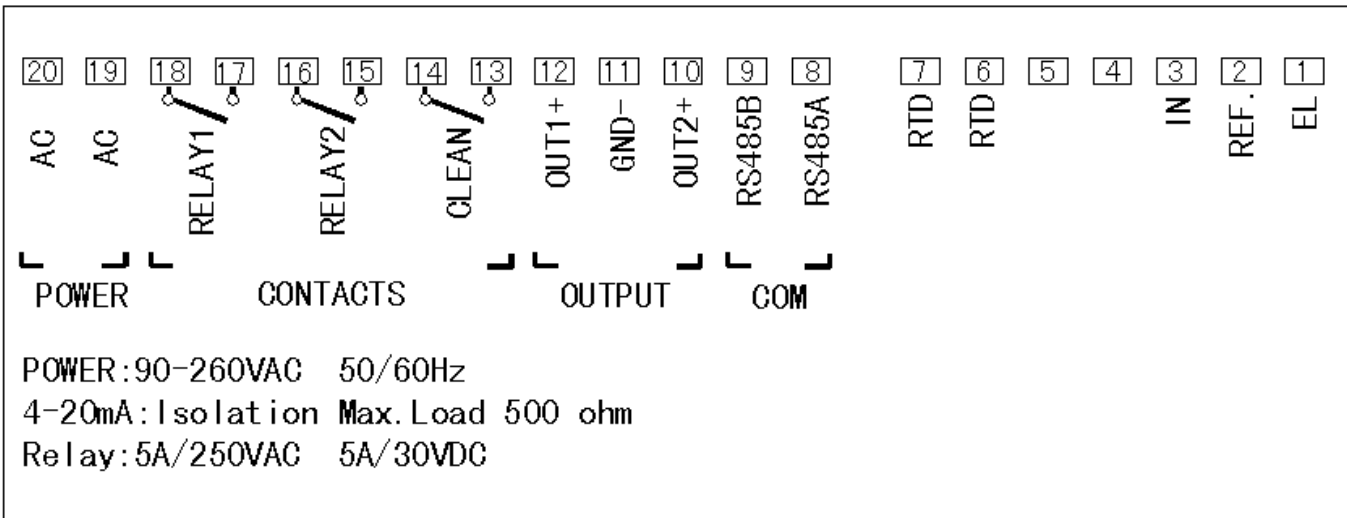 20 19 18 17 16 15 14 13 12 11 10 9 8 7 6 5 4 3 2 1
AC AC RELAY1 RELAY2 CLEAN OUT1+ GND- OUT2+ RS485B RS485A RTD RTD IN REF. EL
POWER CONTACTS OUTPUT COM
POWER:90-260VAC 50/60Hz
4-20mA:Isolation Max.Load 500 ohm
Relay:5A/250VAC 5A/30VDC